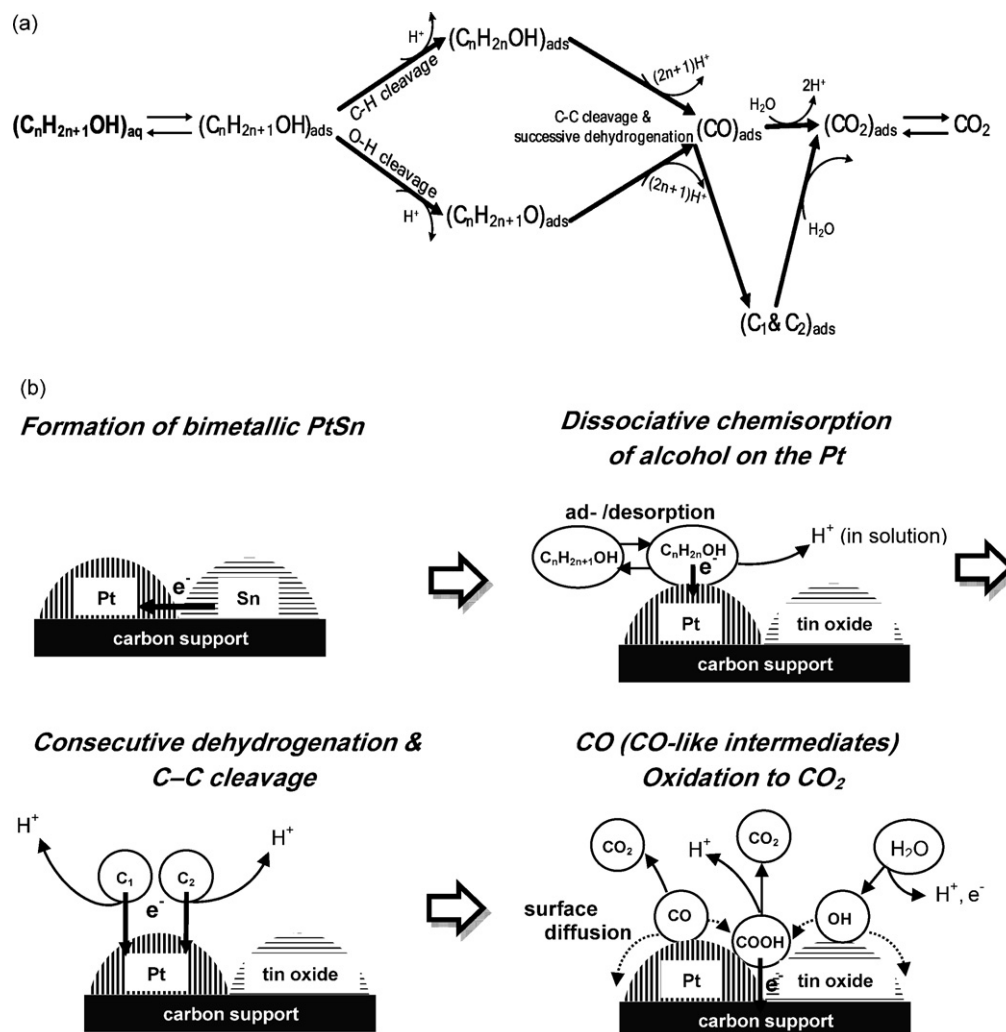 (a)
H⁺
(CₙH₂ₙOH)ads
C-H cleavage
(2n+1)H⁺
(CₙH₂ₙ₊₁OH)aq
(CₙH₂ₙ₊₁OH)ads
C-C cleavage &
successive dehydrogenation
(CO)ads
H₂O
2H⁺
(CO₂)ads
CO₂
O-H cleavage
H⁺
(CₙH₂ₙ₊₁O)ads
(2n+1)H⁺
H₂O
(C₁& C₂)ads
(b)
Formation of bimetallic PtSn
Pt
e⁻
Sn
carbon support
Dissociative chemisorption
of alcohol on the Pt
ad- /desorption
CₙH₂ₙ₊₁OH
CₙH₂ₙOH
e⁻
H⁺ (in solution)
Pt
tin oxide
carbon support
Consecutive dehydrogenation &
C–C cleavage
H⁺
H⁺
C₁
C₂
e⁻
Pt
tin oxide
carbon support
CO (CO-like intermediates)
Oxidation to CO₂
CO₂
H⁺
CO₂
H₂O
H⁺, e⁻
surface
diffusion
CO
COOH
OH
Pt
e⁻
tin oxide
carbon support